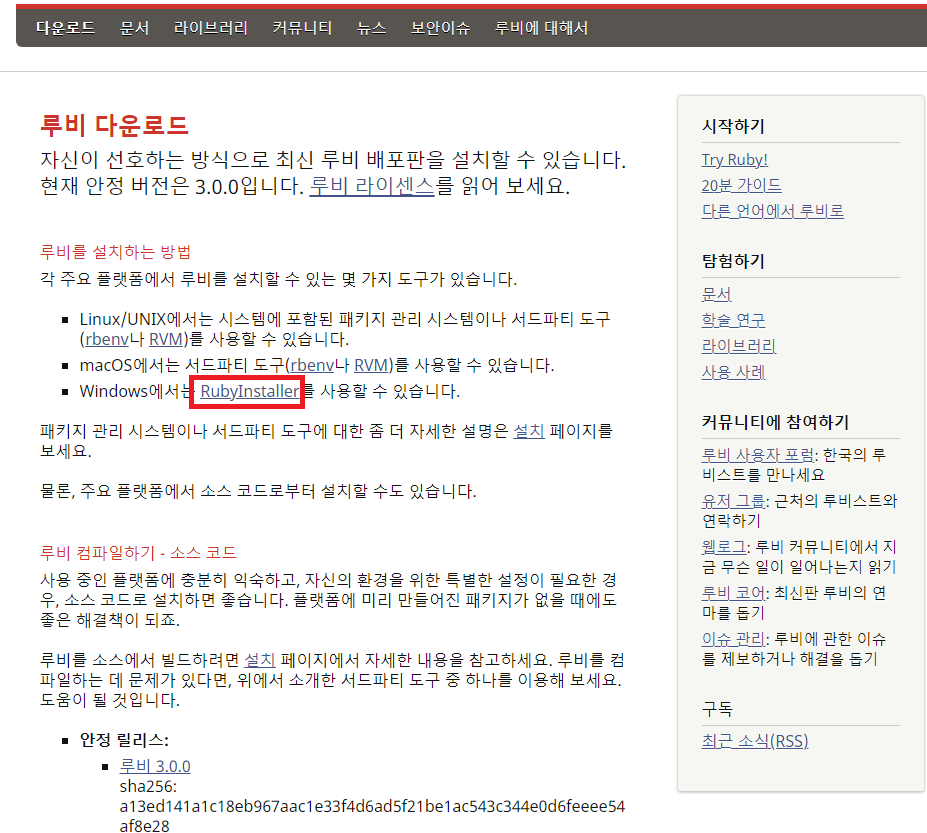 다운로드 문서 라이브러리 커뮤니티 뉴스 보안이슈 루비에 대해서
루비 다운로드
자신이 선호하는 방식으로 최신 루비 배포판을 설치할 수 있습니다.
현재 안정 버전은 3.0.0입니다. 루비 라이센스를 읽어 보세요.
루비를 설치하는 방법
각 주요 플랫폼에서 루비를 설치할 수 있는 몇 가지 도구가 있습니다.
Linux/UNIX에서는 시스템에 포함된 패키지 관리 시스템이나 서드파티 도구
(rbenv나 RVM)를 사용할 수 있습니다.
macOS에서는 서드파티 도구(rbenv나 RVM)를 사용할 수 있습니다.
Windows에서는 RubyInstaller를 사용할 수 있습니다.
패키지 관리 시스템이나 서드파티 도구에 대한 좀 더 자세한 설명은 설치 페이지를
보세요.
물론, 주요 플랫폼에서 소스 코드로부터 설치할 수도 있습니다.
루비 컴파일하기 - 소스 코드
사용 중인 플랫폼에 충분히 익숙하고, 자신의 환경을 위한 특별한 설정이 필요한 경
우, 소스 코드로 설치하면 좋습니다. 플랫폼에 미리 만들어진 패키지가 없을 때에도
좋은 해결책이 되죠.
루비를 소스에서 빌드하려면 설치 페이지에서 자세한 내용을 참고하세요. 루비를 컴
파일하는 데 문제가 있다면, 위에서 소개한 서드파티 도구 중 하나를 이용해 보세요.
도움이 될 것입니다.
안정 릴리스:
루비 3.0.0
sha256:
a13ed141a1c18eb967aac1e33f4d6ad5f21be1ac543c344e0d6feeee54
af8e28
시작하기
Try Ruby!
20분 가이드
다른 언어에서 루비로
탐험하기
문서
학술 연구
라이브러리
사용 사례
커뮤니티에 참여하기
루비 사용자 포럼: 한국의 루
비스트를 만나세요
유저 그룹: 근처의 루비스트와
연락하기
웹로그: 루비 커뮤니티에서 지
금 무슨 일이 일어나는지 읽기
루비 코어: 최신판 루비의 연
마를 돕기
이슈 관리: 루비에 관한 이슈
를 제보하거나 해결을 돕기
구독
최근 소식(RSS)